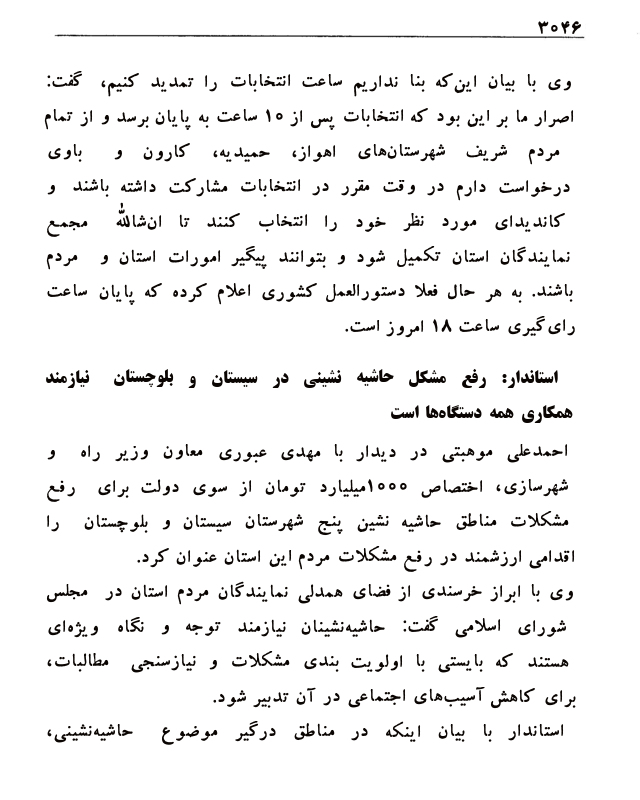 ۳۰۴۶
وی با بیان این‌که بنا نداریم ساعت انتخابات را تمدید کنیم، گفت:
اصرار ما بر این بود که انتخابات پس از ۱۰ ساعت به پایان برسد و از تمام
مردم شریف شهرستان‌های اهواز، حمیدیه، کارون و باوی
درخواست دارم در وقت مقرر در انتخابات مشارکت داشته باشند و
کاندیدای مورد نظر خود را انتخاب کنند تا ان‌شاالله مجمع
نمایندگان استان تکمیل شود و بتوانند پیگیر امورات استان و مردم
باشند. به هر حال فعلا دستورالعمل کشوری اعلام کرده که پایان ساعت
رای‌گیری ساعت ۱۸ امروز است.
استاندار: رفع مشکل حاشیه نشینی در سیستان و بلوچستان نیازمند
همکاری همه دستگاه‌ها است
احمدعلی موهبتی در دیدار با مهدی عبوری معاون وزیر راه و
شهرسازی، اختصاص ۱۰۰۰میلیارد تومان از سوی دولت برای رفع
مشکلات مناطق حاشیه نشین پنج شهرستان سیستان و بلوچستان را
اقدامی ارزشمند در رفع مشکلات مردم این استان عنوان کرد.
وی با ابراز خرسندی از فضای همدلی نمایندگان مردم استان در مجلس
شورای اسلامی گفت: حاشیه‌نشینان نیازمند توجه و نگاه ویژه‌ای
هستند که بایستی با اولویت بندی مشکلات و نیازسنجی مطالبات،
برای کاهش آسیب‌های اجتماعی در آن تدبیر شود.
استاندار با بیان اینکه در مناطق درگیر موضوع حاشیه‌نشینی،